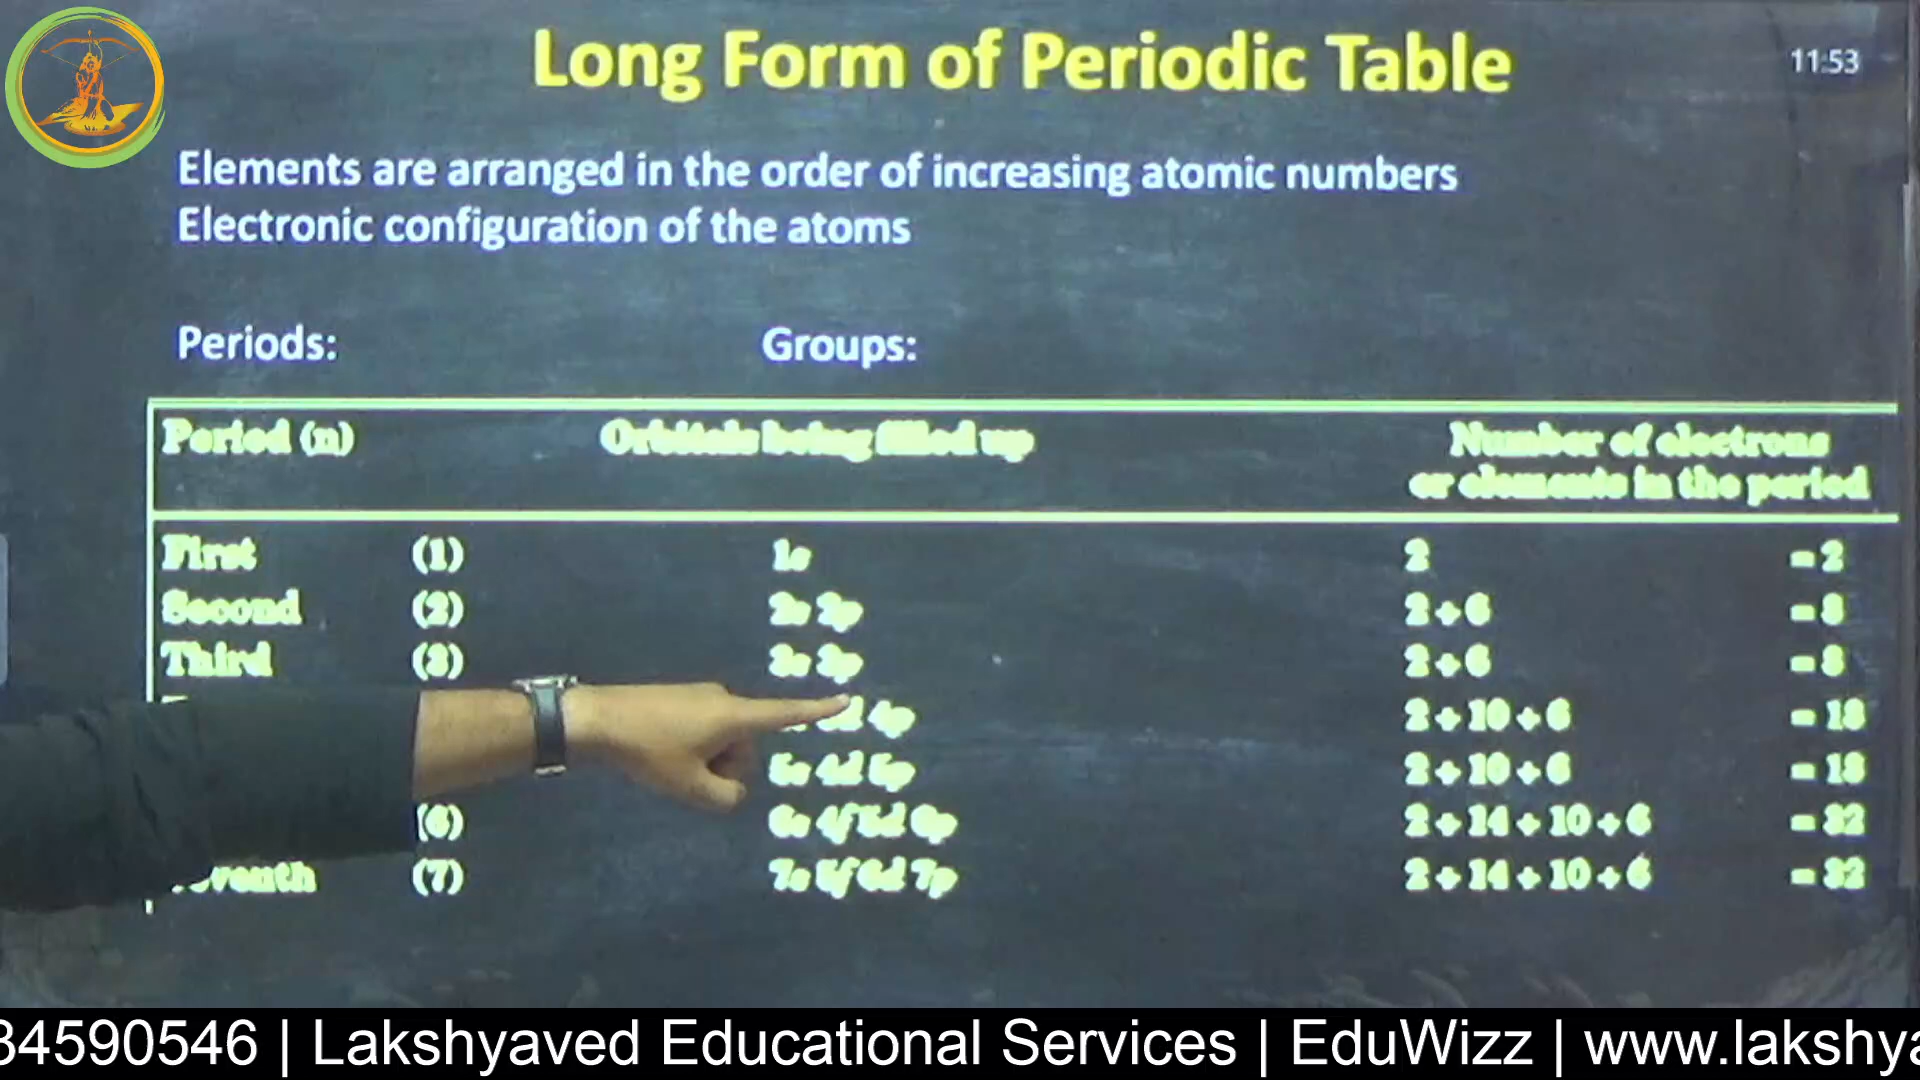 Long Form of Periodic Table
11:53
Elements are arranged in the order of increasing atomic numbers
Electronic configuration of the atoms
Periods: Groups:
Period (n) Orbitals being filled up Number of electrons
or elements in the period
First (1) 1s 2 = 2
Second (2) 2s 2p 2 + 6 = 8
Third (3) 3s 3p 2 + 6 = 8
4p 2 + 10 + 6 = 18
5s 4d 5p 2 + 10 + 6 = 18
(6) 6s 4f 5d 6p 2 + 14 + 10 + 6 = 32
venth (7) 7s 5f 6d 7p 2 + 14 + 10 + 6 = 32
34590546 | Lakshyaved Educational Services | EduWizz | www.lakshya